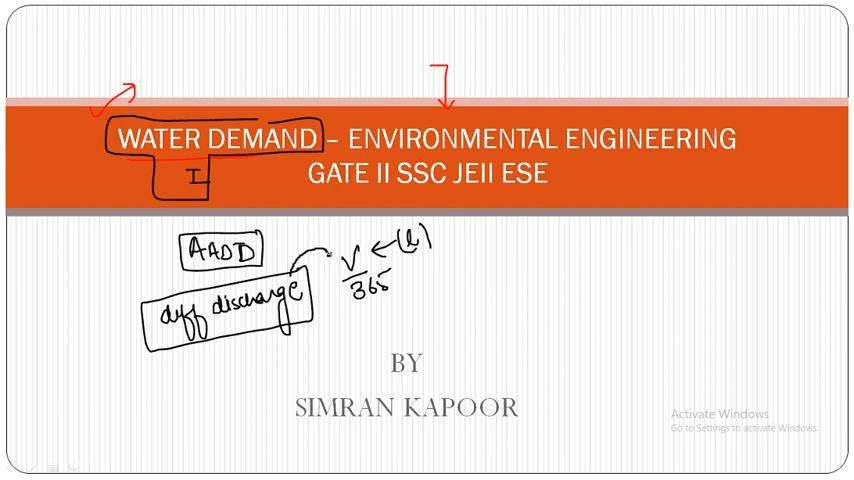 WATER DEMAND – ENVIRONMENTAL ENGINEERING
GATE II SSC JEII ESE
I
AADD
V ← (l)
365
diff discharge
BY
SIMRAN KAPOOR
Activate Windows
Go to Settings to activate Windows.